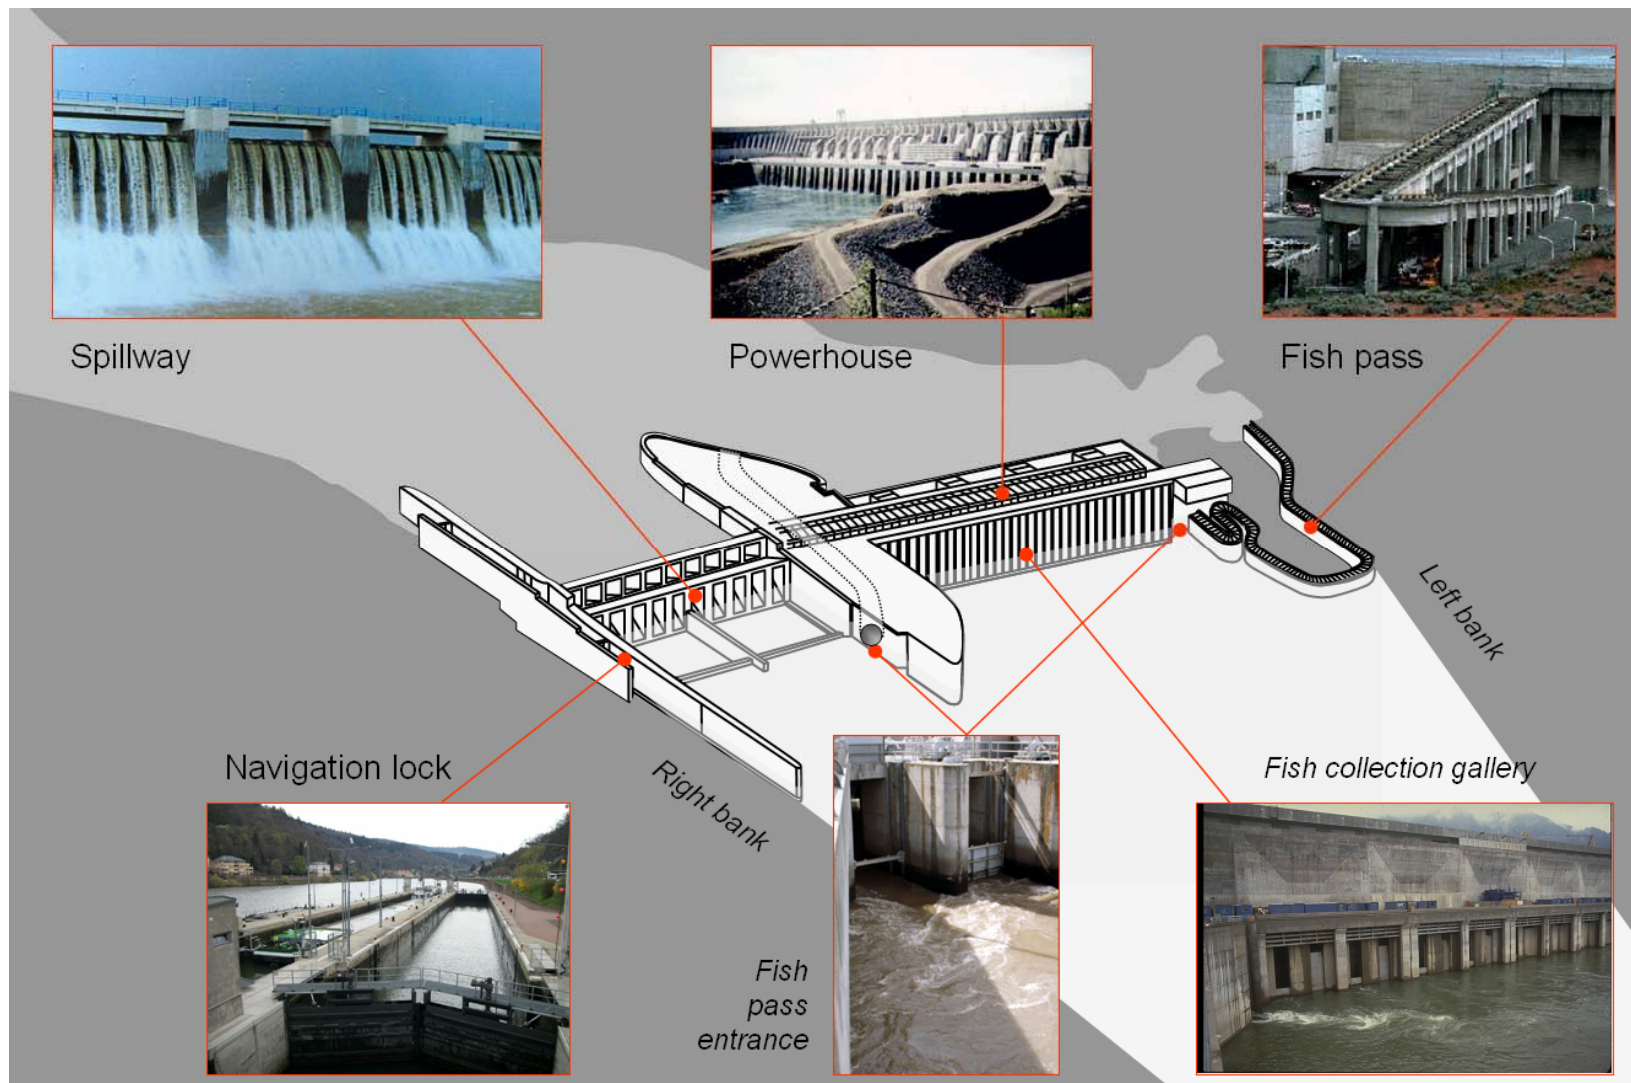 Spillway
Powerhouse
Fish pass
Left bank
Navigation lock
Right bank
Fish collection gallery
Fish
pass
entrance